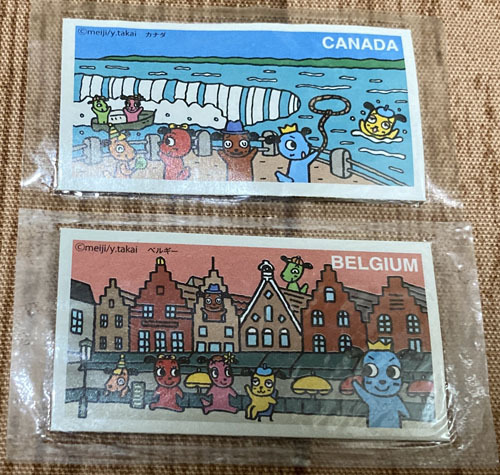 ©meiji/y.takai カナダ
CANADA
©meiji/y.takai ベルギー
BELGIUM